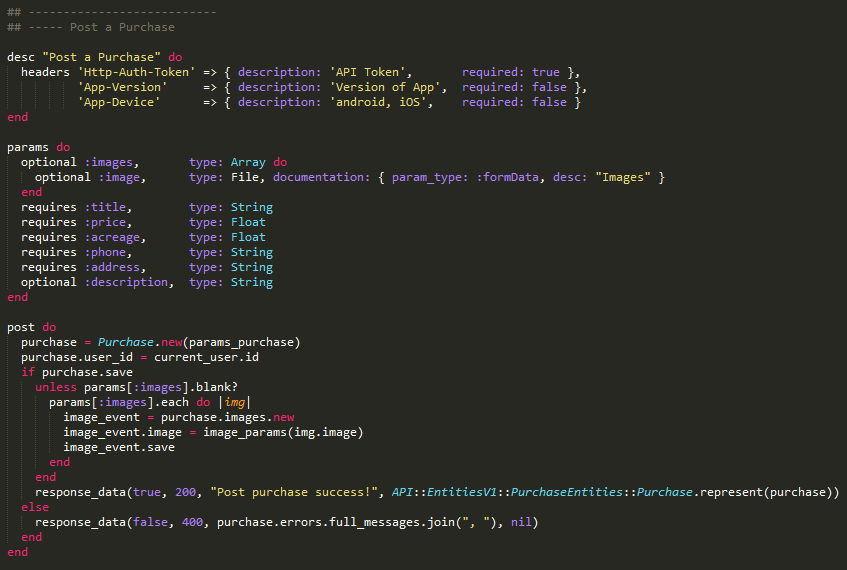 ## ---------------------------
## ----- Post a Purchase
desc "Post a Purchase" do
  headers 'Http-Auth-Token' => { description: 'API Token',       required: true },
          'App-Version'     => { description: 'Version of App',  required: false },
          'App-Device'      => { description: 'android, iOS',    required: false }
end
params do
  optional :images,       type: Array do
    optional :image,      type: File, documentation: { param_type: :formData, desc: "Images" }
  end
  requires :title,        type: String
  requires :price,        type: Float
  requires :acreage,      type: Float
  requires :phone,        type: String
  requires :address,      type: String
  optional :description,  type: String
end
post do
  purchase = Purchase.new(params_purchase)
  purchase.user_id = current_user.id
  if purchase.save
    unless params[:images].blank?
      params[:images].each do |img|
        image_event = purchase.images.new
        image_event.image = image_params(img.image)
        image_event.save
      end
    end
    response_data(true, 200, "Post purchase success!", API::EntitiesV1::PurchaseEntities::Purchase.represent(purchase))
  else
    response_data(false, 400, purchase.errors.full_messages.join(", "), nil)
  end
end